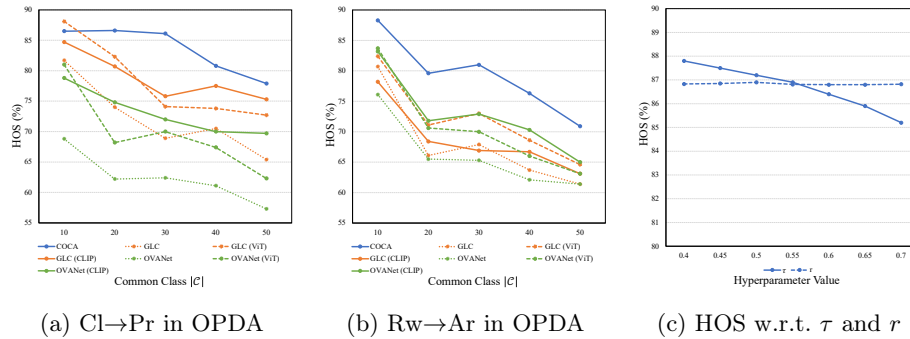 90
85
80
75
70
65
60
55
HOS (%)
10 20 30 40 50
COCA GLC GLC (ViT)
GLC (CLIP) OVANet OVANet (ViT)
OVANet (CLIP)
Common Class |𝒞|
(a) Cl→Pr in OPDA
90
85
80
75
70
65
60
55
HOS (%)
10 20 30 40 50
COCA GLC GLC (ViT)
GLC (CLIP) OVANet OVANet (ViT)
OVANet (CLIP)
Common Class |𝒞|
(b) Rw→Ar in OPDA
90
89
88
87
86
85
84
83
82
81
80
HOS (%)
0.4 0.45 0.5 0.55 0.6 0.65 0.7
τ r
Hyperparameter Value
(c) HOS w.r.t. τ and r